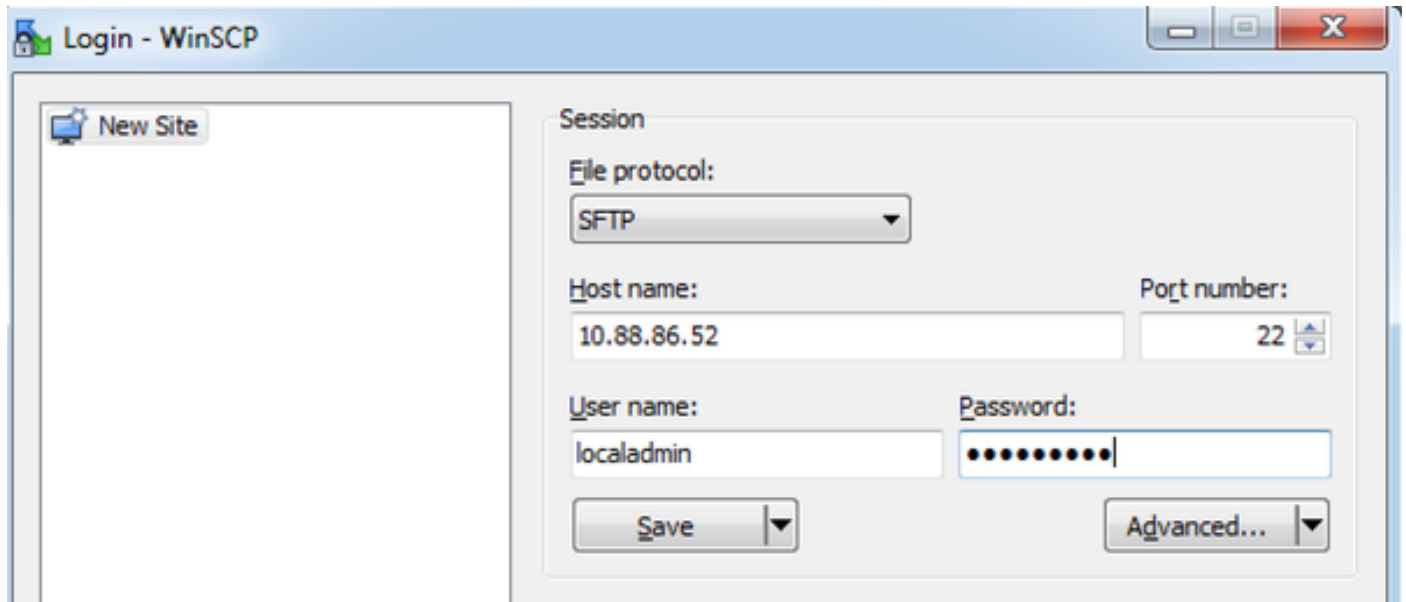 Login - WinSCP
New Site
Session
File protocol:
SFTP
Host name:
Port number:
10.88.86.52
22
User name:
Password:
localadmin
●●●●●●●●●
Save
Advanced...